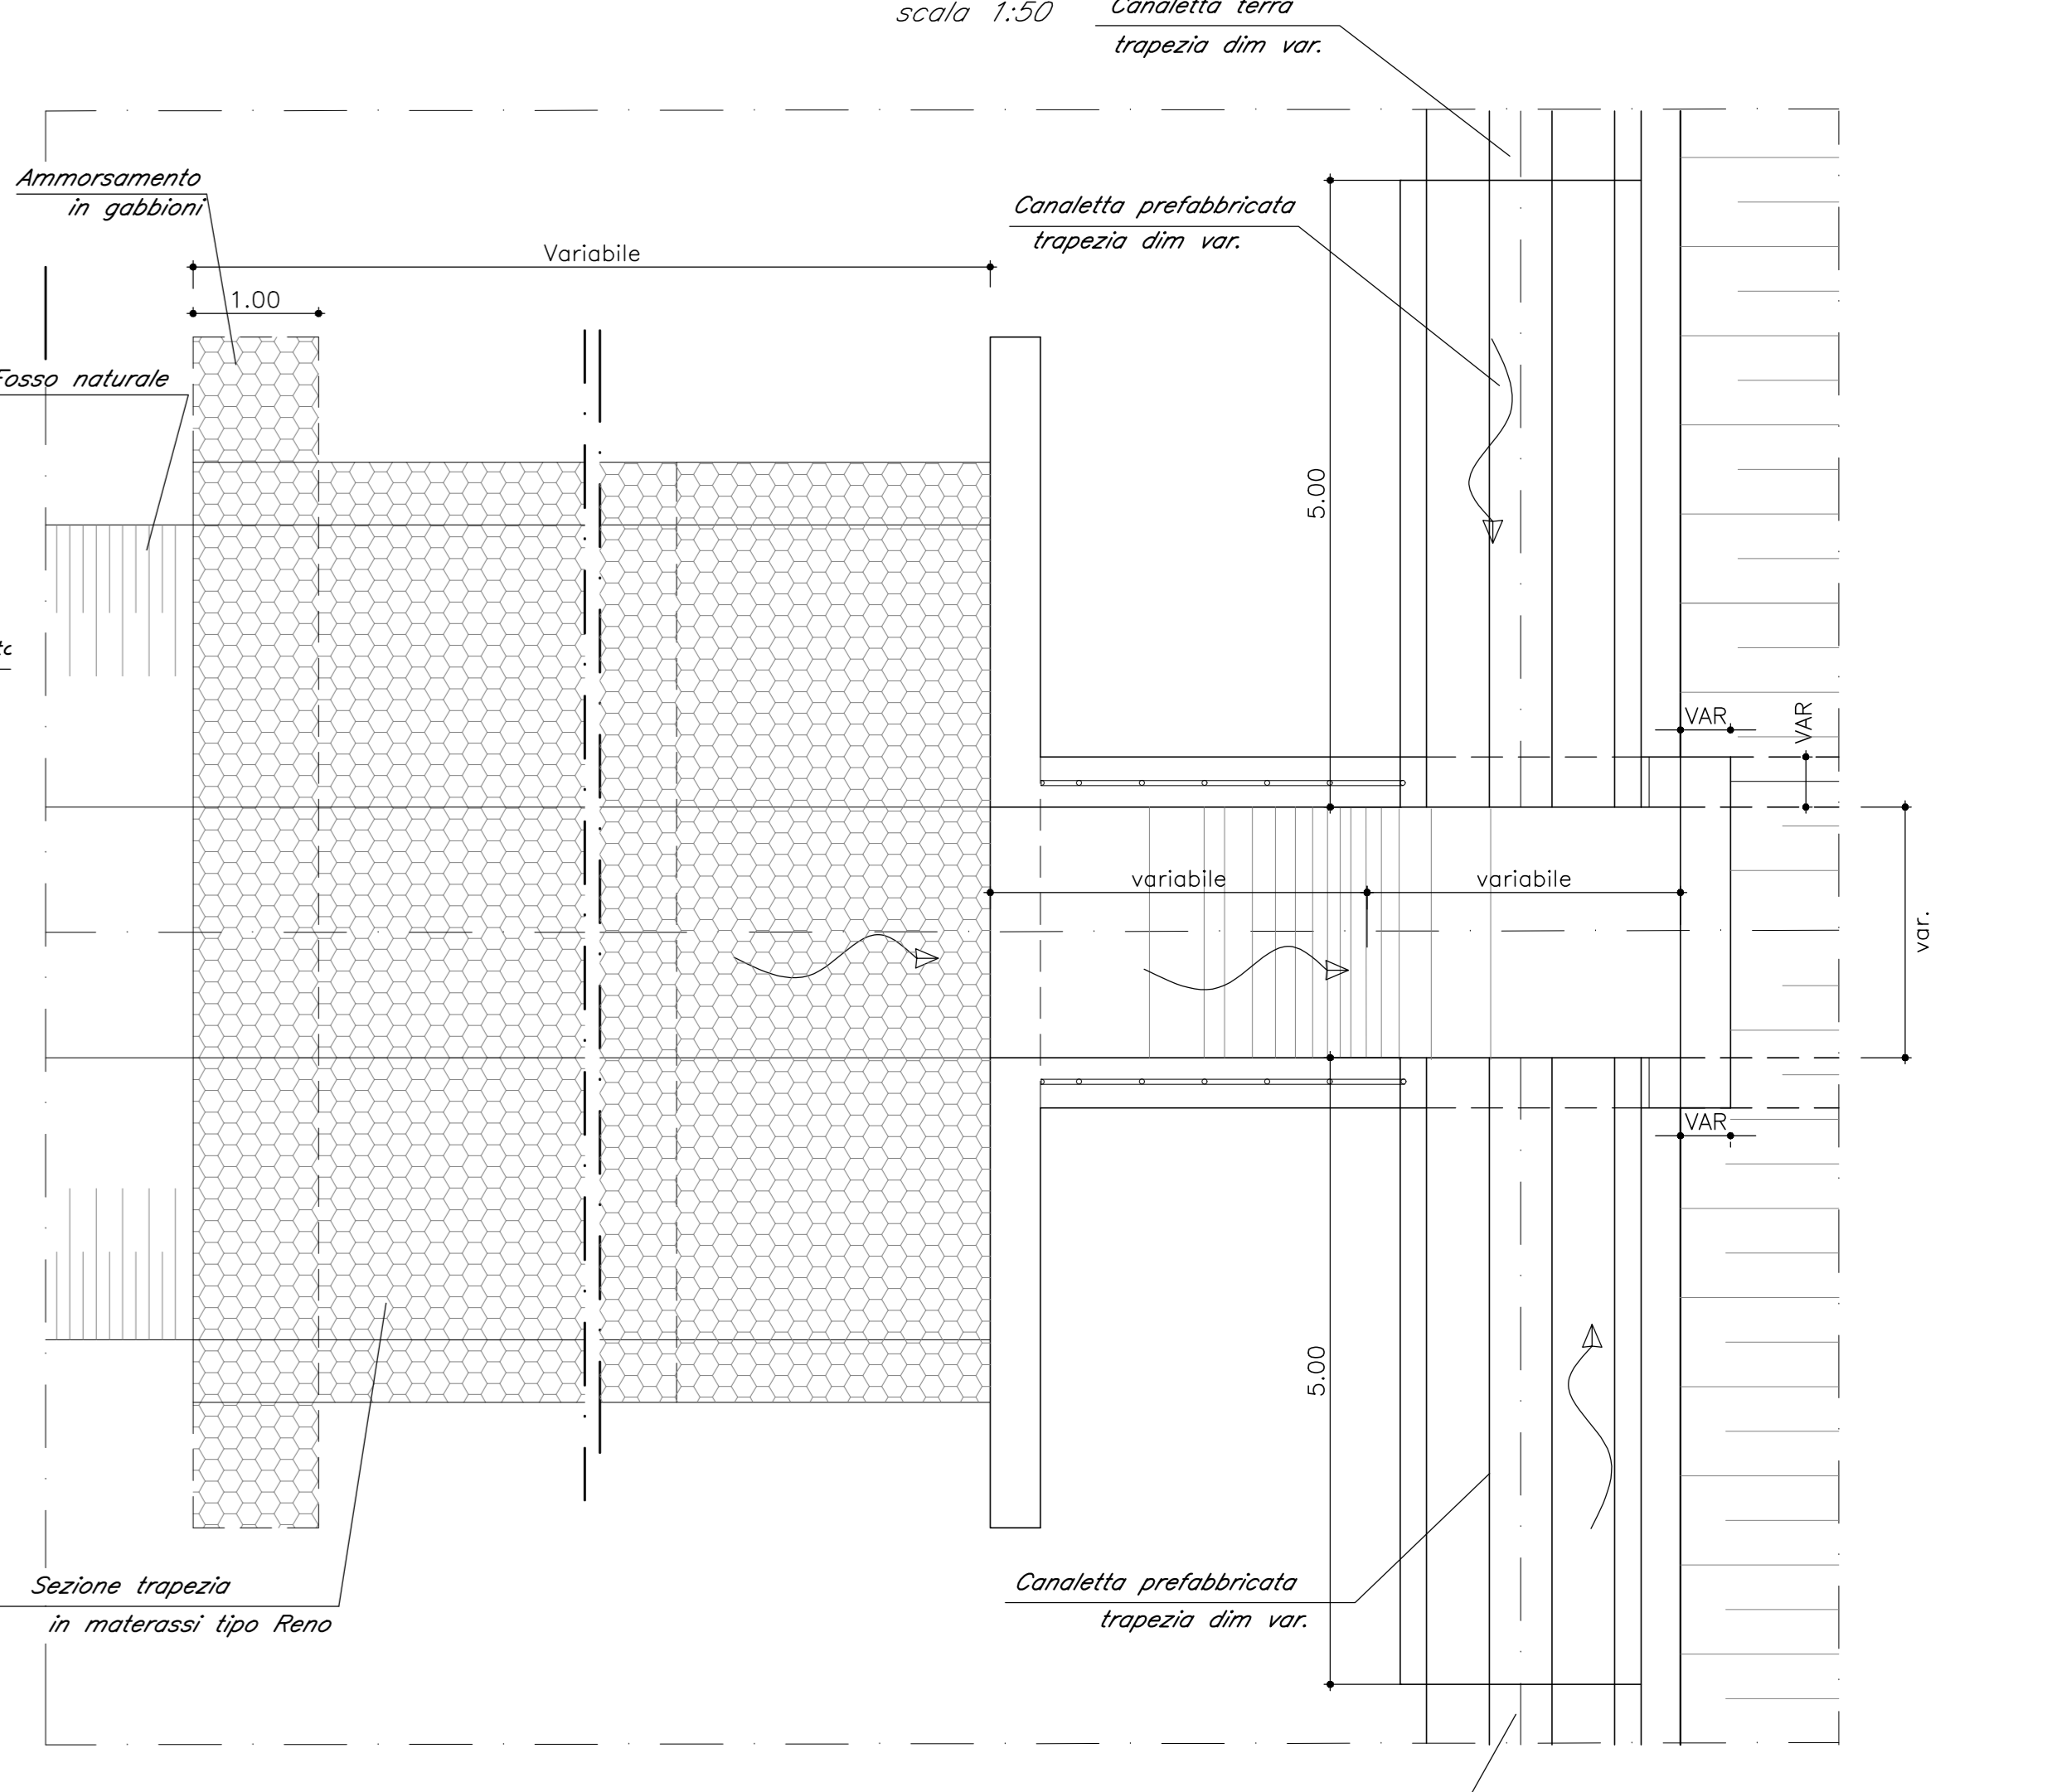 scala 1:50
Canaletta terra
trapezia dim var.
Ammorsamento
in gabbioni
Canaletta prefabbricata
trapezia dim var.
Variabile
1.00
Fosso naturale
5.00
VAR
VAR
variabile
variabile
var.
VAR
5.00
Sezione trapezia
in materassi tipo Reno
Canaletta prefabbricata
trapezia dim var.